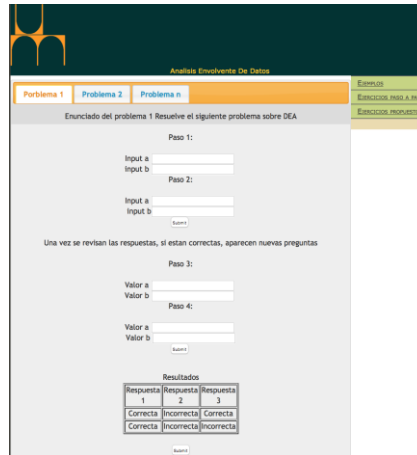 Analisis Envolvente De Datos
Porblema 1 Problema 2 Problema n
EJEMPLOS
EJERCICIOS PASO A
EJERCICIOS PROPUEST
Enunciado del problema 1 Resuelve el siguiente problema sobre DEA
Paso 1:
Input a
Input b
Paso 2:
Input a
Input b
Submit
Una vez se revisan las respuestas, si estan correctas, aparecen nuevas preguntas
Paso 3:
Valor a
Valor b
Paso 4:
Valor a
Valor b
Submit
Resultados
Respuesta Respuesta Respuesta
1 2 3
Correcta Incorrecta Correcta
Correcta Incorrecta Incorrecta
Submit